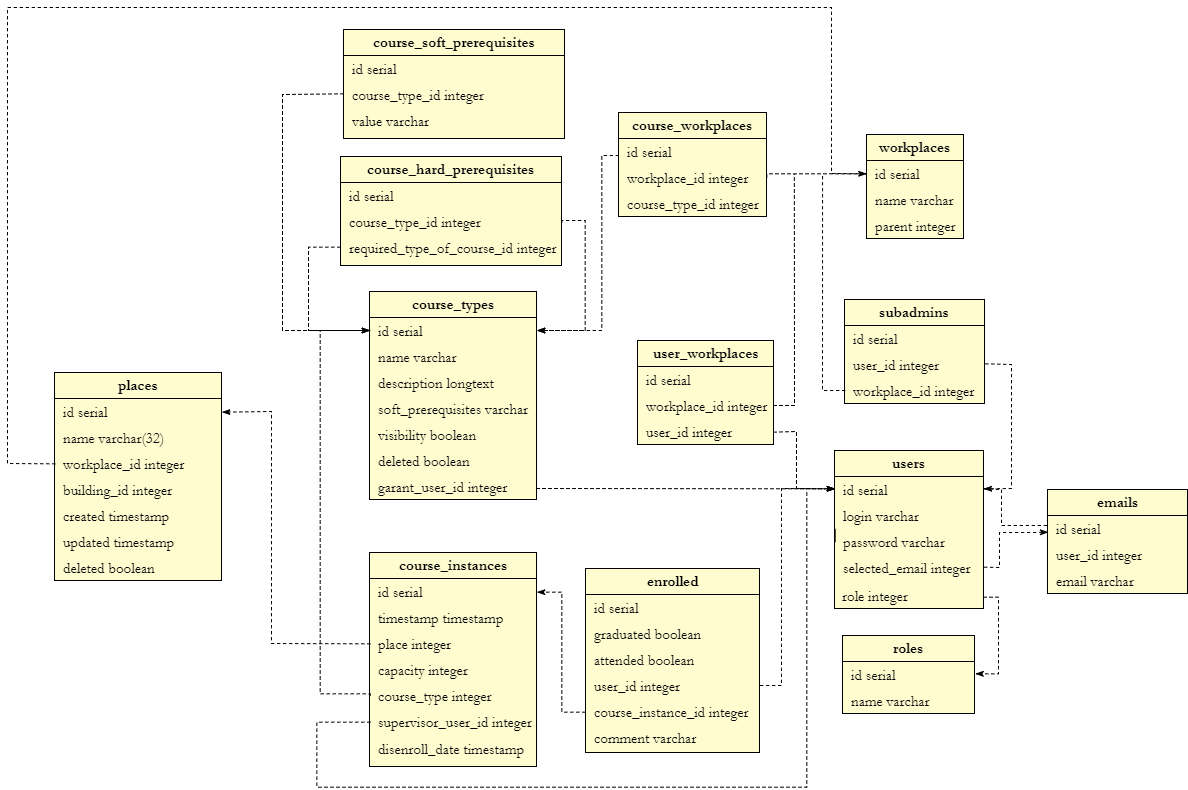 course_soft_prerequisites
id serial
course_type_id integer
value varchar
course_hard_prerequisites
id serial
course_type_id integer
required_type_of_course_id integer
course_workplaces
id serial
workplace_id integer
course_type_id integer
workplaces
id serial
name varchar
parent integer
course_types
id serial
name varchar
description longtext
soft_prerequisites varchar
visibility boolean
deleted boolean
garant_user_id integer
user_workplaces
id serial
workplace_id integer
user_id integer
subadmins
id serial
user_id integer
workplace_id integer
places
id serial
name varchar(32)
workplace_id integer
building_id integer
created timestamp
updated timestamp
deleted boolean
users
id serial
login varchar
password varchar
selected_email integer
role integer
emails
id serial
user_id integer
email varchar
course_instances
id serial
timestamp timestamp
place integer
capacity integer
course_type integer
supervisor_user_id integer
disenroll_date timestamp
enrolled
id serial
graduated boolean
attended boolean
user_id integer
course_instance_id integer
comment varchar
roles
id serial
name varchar